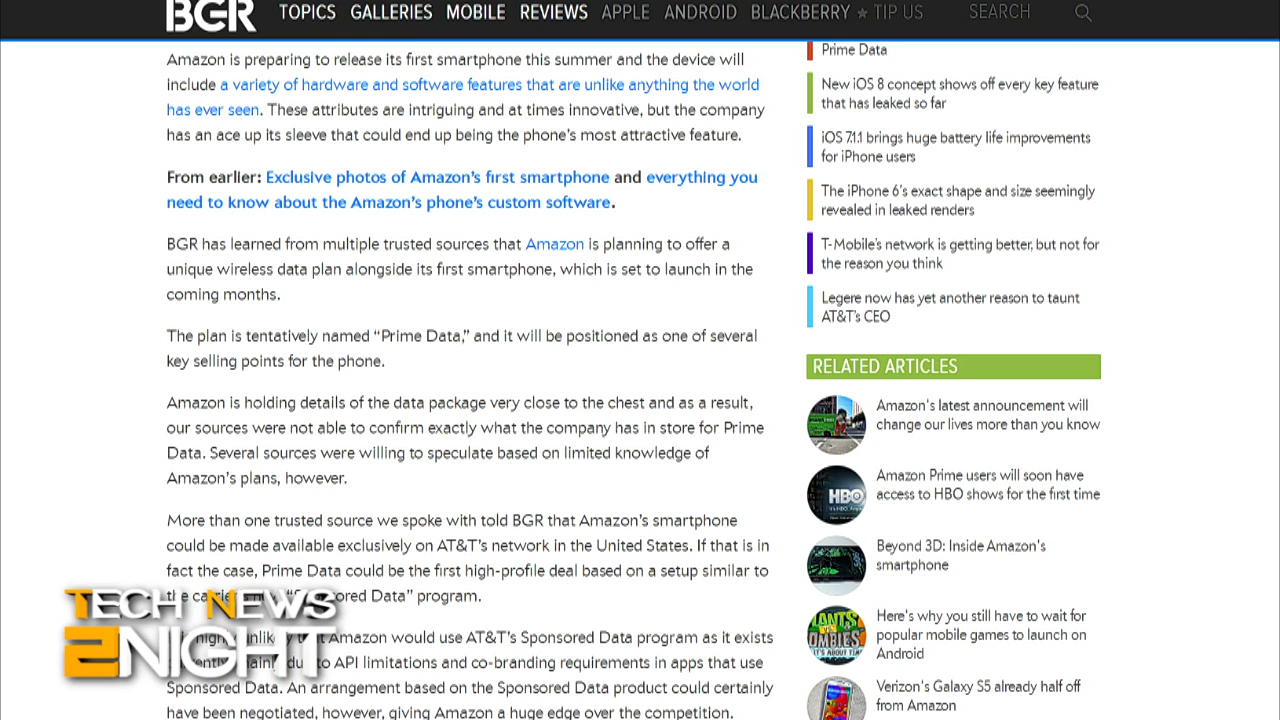 BGR TOPICS GALLERIES MOBILE REVIEWS APPLE ANDROID BLACKBERRY ★ TIP US SEARCH
Amazon is preparing to release its first smartphone this summer and the device will
include a variety of hardware and software features that are unlike anything the world
has ever seen. These attributes are intriguing and at times innovative, but the company
has an ace up its sleeve that could end up being the phone's most attractive feature.
From earlier: Exclusive photos of Amazon's first smartphone and everything you
need to know about the Amazon's phone's custom software.
BGR has learned from multiple trusted sources that Amazon is planning to offer a
unique wireless data plan alongside its first smartphone, which is set to launch in the
coming months.
The plan is tentatively named “Prime Data,” and it will be positioned as one of several
key selling points for the phone.
Amazon is holding details of the data package very close to the chest and as a result,
our sources were not able to confirm exactly what the company has in store for Prime
Data. Several sources were willing to speculate based on limited knowledge of
Amazon's plans, however.
More than one trusted source we spoke with told BGR that Amazon's smartphone
could be made available exclusively on AT&T's network in the United States. If that is in
fact the case, Prime Data could be the first high-profile deal based on a setup similar to
the Data” program.
Amazon would use AT&T's Sponsored Data program as it exists
to API limitations and co-branding requirements in apps that use
Sponsored Data. An arrangement based on the Sponsored Data product could certainly
have been negotiated, however, giving Amazon a huge edge over the competition.
TECH NEWS
2NIGHT
Prime Data
New iOS 8 concept shows off every key feature
that has leaked so far
iOS 7.1.1 brings huge battery life improvements
for iPhone users
The iPhone 6's exact shape and size seemingly
revealed in leaked renders
T-Mobile's network is getting better, but not for
the reason you think
Legere now has yet another reason to taunt
AT&T's CEO
RELATED ARTICLES
Amazon's latest announcement will
change our lives more than you know
HBO
Amazon Prime users will soon have
access to HBO shows for the first time
Beyond 3D: Inside Amazon's
smartphone
Here's why you still have to wait for
popular mobile games to launch on
Android
Verizon's Galaxy S5 already half off
from Amazon